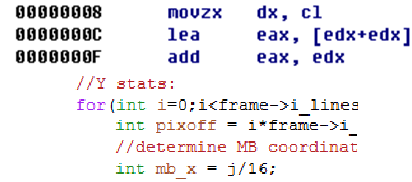 00000008 movzx dx, cl
0000000C lea eax, [edx+edx]
0000000F add eax, edx
//Y stats:
for(int i=0;i<frame->i_lines
int pixoff = i*frame->i_
//determine MB coordinat
int mb_x = j/16;